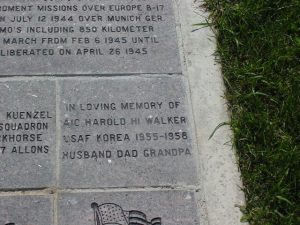 DMENT MISSIONS OVER EUROPE B-17
N JULY 12 1944 OVER MUNICH GER.
MO'S INCLUDING 850 KILOMETER
MARCH FROM FEB 6 1945 UNTIL
LIBERATED ON APRIL 26 1945
KUENZEL
SQUADRON
CKHORSE
7 ALLONS
IN LOVING MEMORY OF
A1C. HAROLD HI WALKER
USAF KOREA 1955-1958
HUSBAND DAD GRANDPA